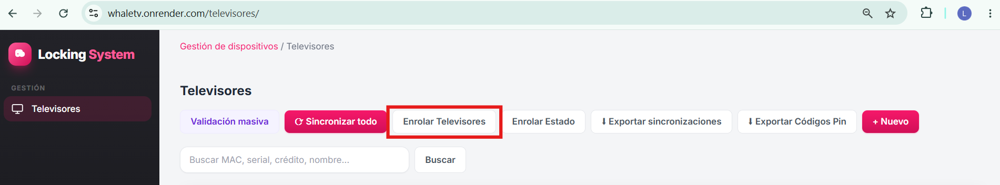 whaletv.onrender.com/televisores/
L
Locking System
Gestión de dispositivos / Televisores
GESTIÓN
Televisores
Televisores
Validación masiva
Sincronizar todo
Enrolar Televisores
Enrolar Estado
Exportar sincronizaciones
Exportar Códigos Pin
+ Nuevo
Buscar MAC, serial, crédito, nombre...
Buscar